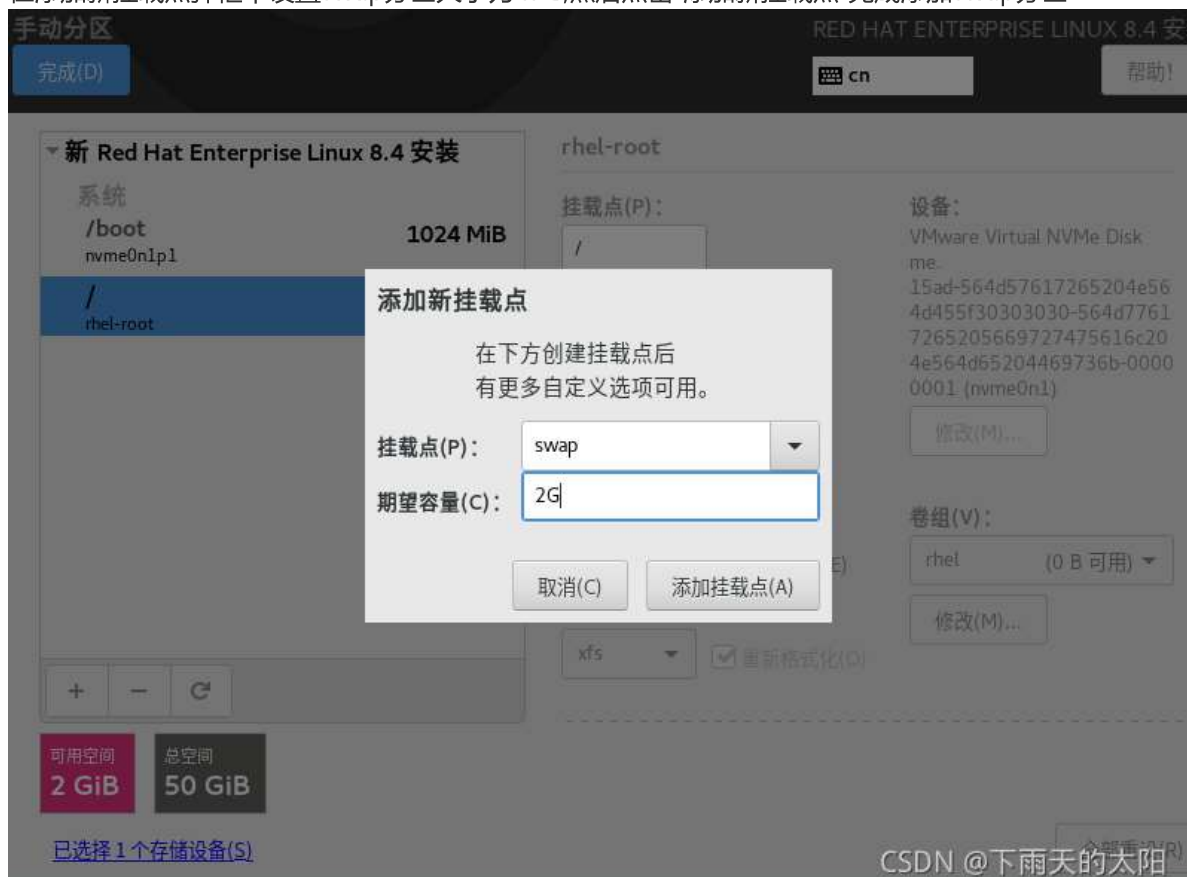 手动分区
RED HAT ENTERPRISE LINUX 8.4 安
完成(D)
cn
帮助!
新 Red Hat Enterprise Linux 8.4 安装
系统
/boot
1024 MiB
nvme0n1p1
/
rhel-root
rhel-root
挂载点(P)：
/
设备：
VMware Virtual NVMe Disk
me.
15ad-564d57617265204e56
4d455f30303030-564d7761
7265205669727475616c20
4e564d65204469736b-0000
0001 (nvme0n1)
修改(M)...
添加新挂载点
在下方创建挂载点后
有更多自定义选项可用。
挂载点(P)：
swap
期望容量(C)：
2G
取消(C)
添加挂载点(A)
卷组(V)：
rhel
(0 B 可用)
修改(M)...
xfs
重新格式化(O)
+ -
可用空间
2 GiB
总空间
50 GiB
已选择 1 个存储设备(S)
CSDN @下雨天的太阳